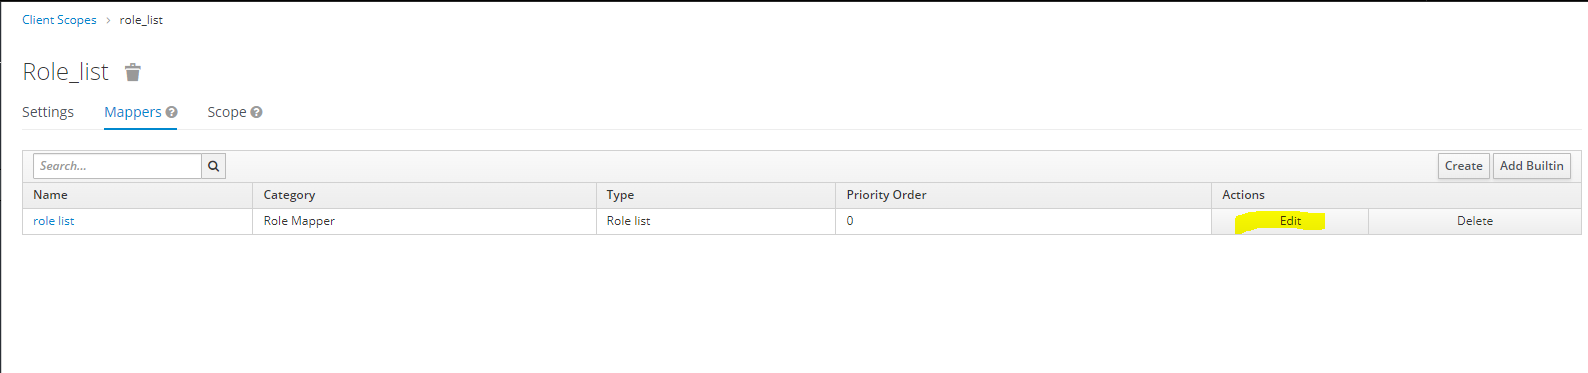 Client Scopes › role_list
Role_list
Settings Mappers ? Scope ?
Search... Create Add Builtin
Name Category Type Priority Order Actions
role list Role Mapper Role list 0 Edit Delete